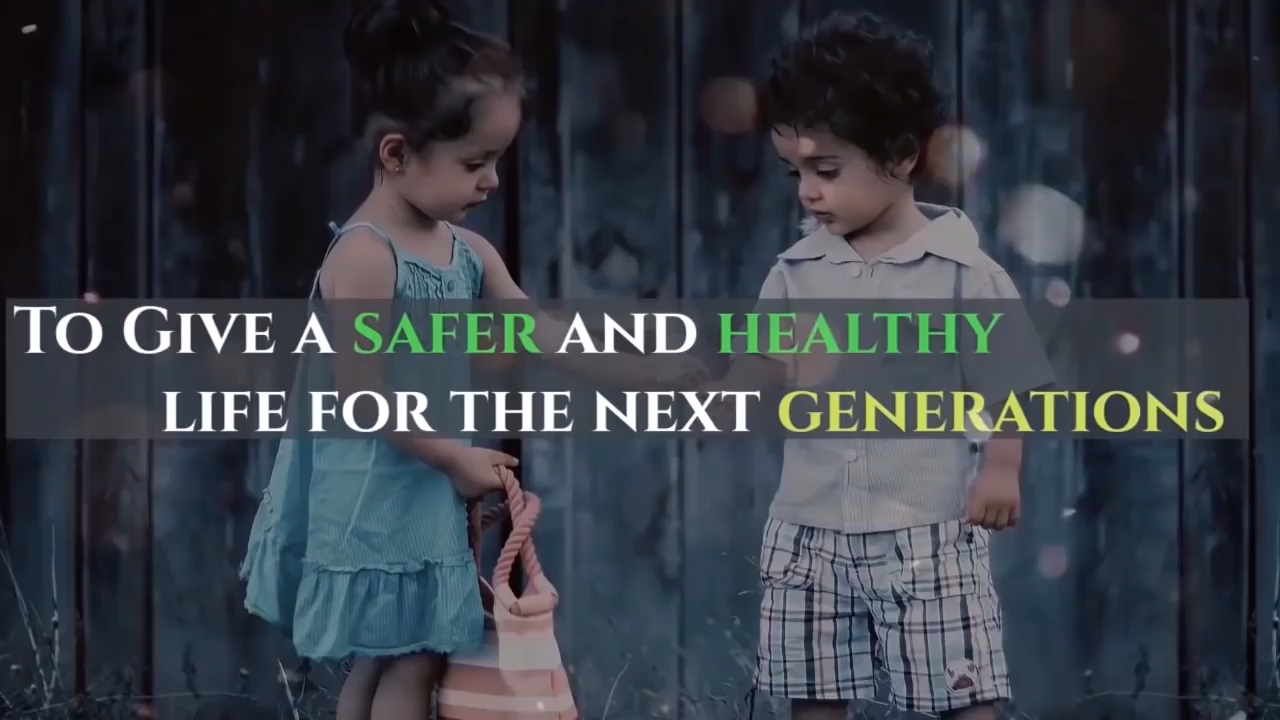 To Give a safer and healthy
life for the next generations